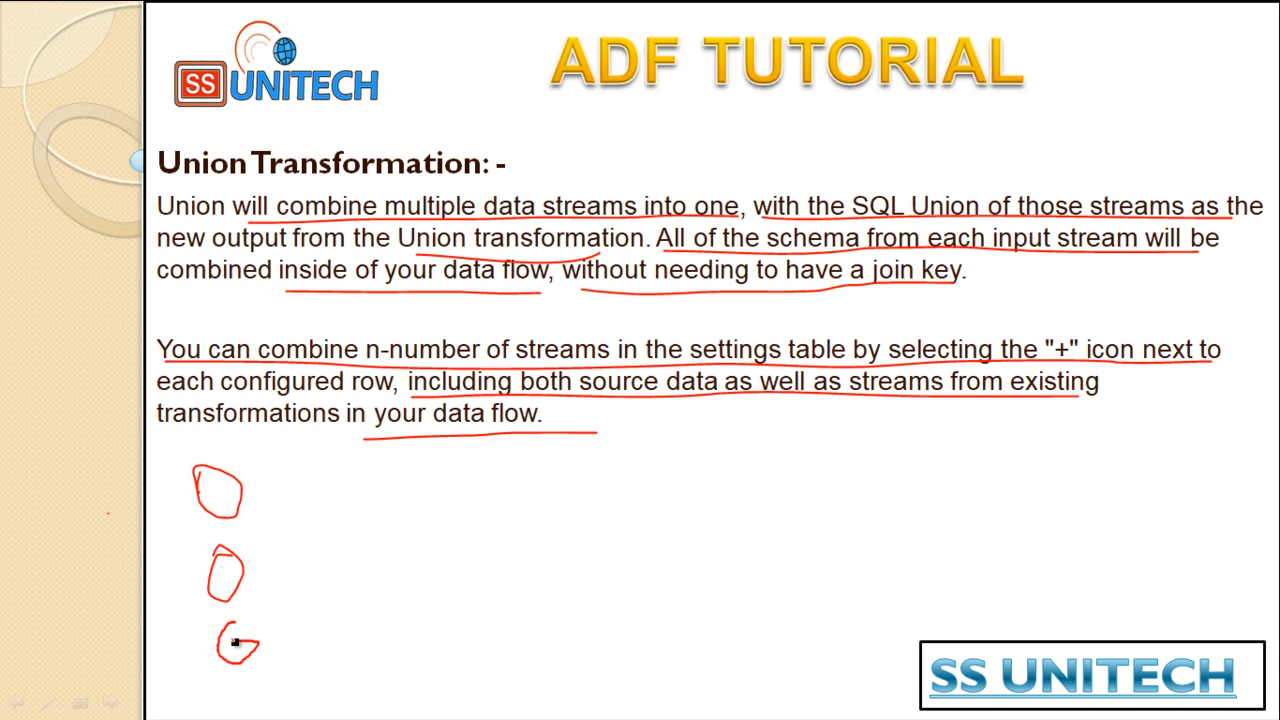 SS UNITECH
ADF TUTORIAL
Union Transformation: -
Union will combine multiple data streams into one, with the SQL Union of those streams as the
new output from the Union transformation. All of the schema from each input stream will be
combined inside of your data flow, without needing to have a join key.
You can combine n-number of streams in the settings table by selecting the "+" icon next to
each configured row, including both source data as well as streams from existing
transformations in your data flow.
SS UNITECH